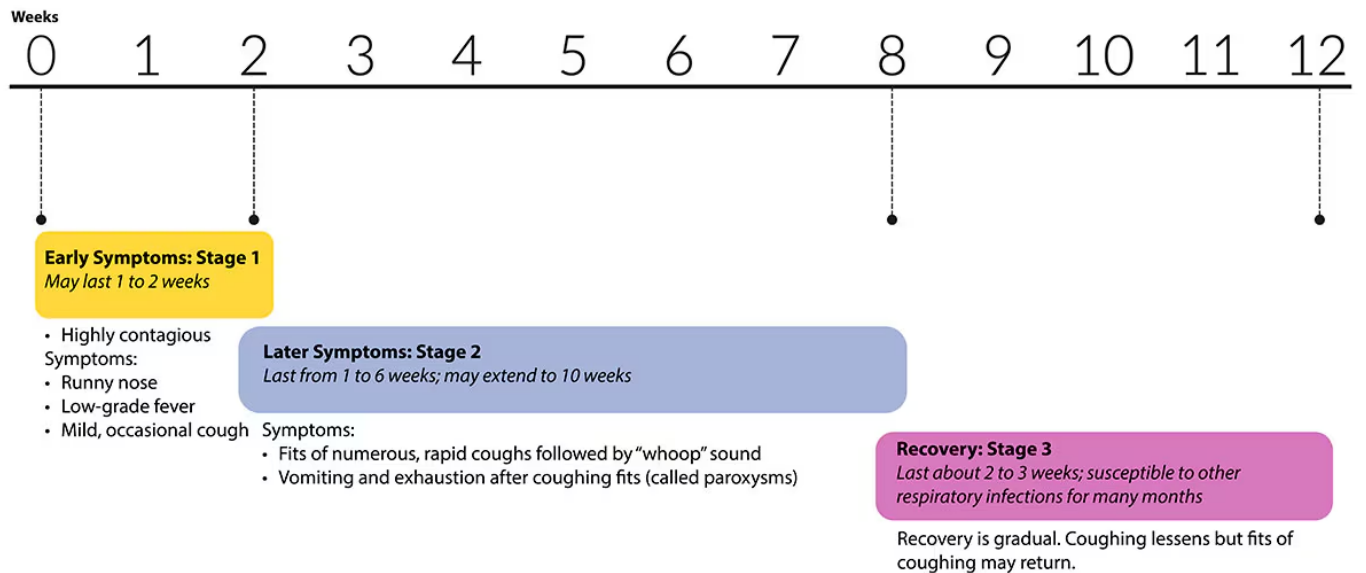 Weeks
0 1 2 3 4 5 6 7 8 9 10 11 12
Early Symptoms: Stage 1
May last 1 to 2 weeks
• Highly contagious
Symptoms:
• Runny nose
• Low-grade fever
• Mild, occasional cough
Later Symptoms: Stage 2
Last from 1 to 6 weeks; may extend to 10 weeks
Symptoms:
• Fits of numerous, rapid coughs followed by “whoop” sound
• Vomiting and exhaustion after coughing fits (called paroxysms)
Recovery: Stage 3
Last about 2 to 3 weeks; susceptible to other
respiratory infections for many months
Recovery is gradual. Coughing lessens but fits of
coughing may return.